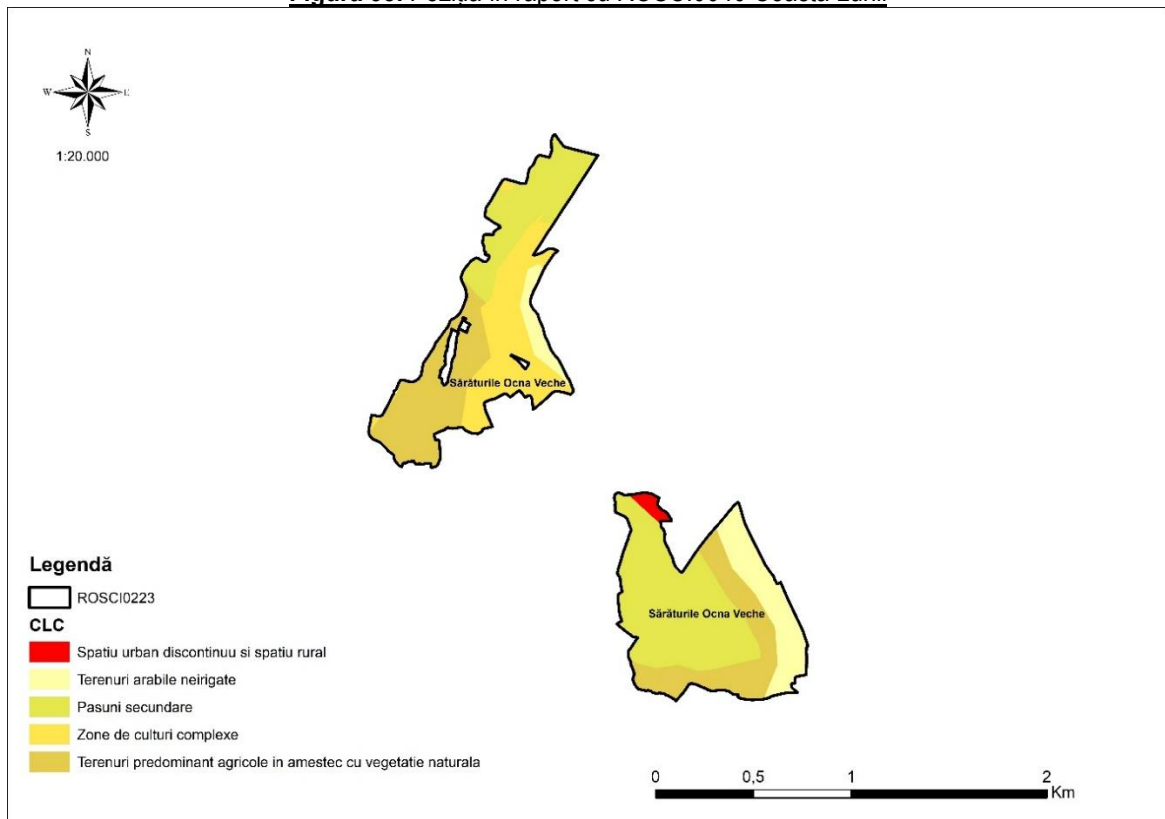 N
W
E
S
1:20.000
Sărăturile Ocna Veche
Sărăturile Ocna Veche
Legendă
ROSCI0223
CLC
Spatiu urban discontinuu si spatiu rural
Terenuri arabile neirigate
Pasuni secundare
Zone de culturi complexe
Terenuri predominant agricole in amestec cu vegetatie naturala
0 0,5 1 2
Km